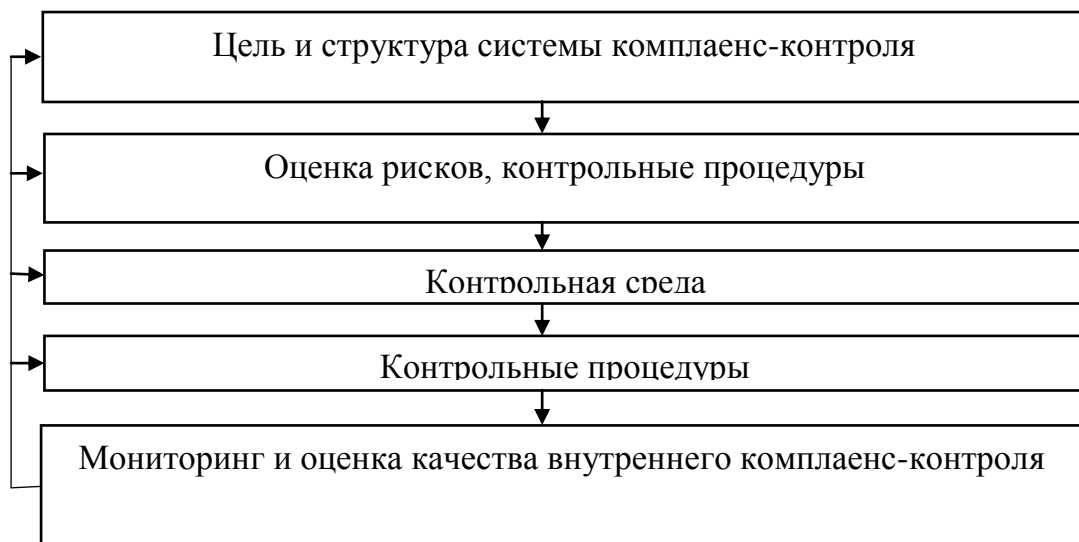 Цель и структура системы комплаенс-контроля
Оценка рисков, контрольные процедуры
Контрольная среда
Контрольные процедуры
Мониторинг и оценка качества внутреннего комплаенс-контроля